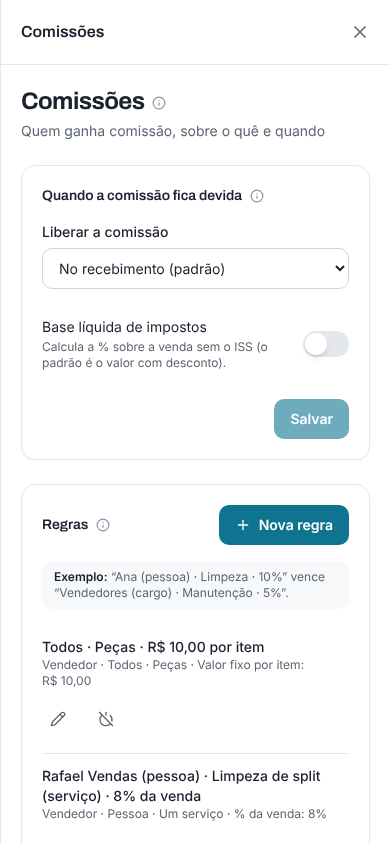 Comissões
Comissões
Quem ganha comissão, sobre o quê e quando
Quando a comissão fica devida
Liberar a comissão
No recebimento (padrão)
Base líquida de impostos
Calcula a % sobre a venda sem o ISS (o
padrão é o valor com desconto).
Salvar
Regras
Nova regra
Exemplo: “Ana (pessoa) · Limpeza · 10%” vence
“Vendedores (cargo) · Manutenção · 5%”.
Todos · Peças · R$ 10,00 por item
Vendedor · Todos · Peças · Valor fixo por item:
R$ 10,00
Rafael Vendas (pessoa) · Limpeza de split
(serviço) · 8% da venda
Vendedor · Pessoa · Um serviço · % da venda: 8%